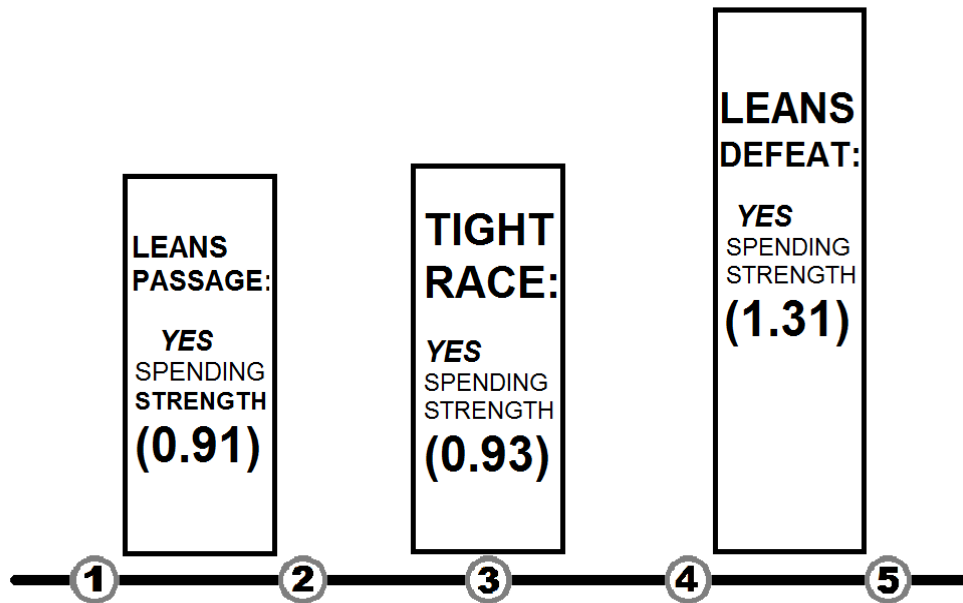 LEANS
PASSAGE:
YES
SPENDING
STRENGTH
(0.91)
TIGHT
RACE:
YES
SPENDING
STRENGTH
(0.93)
LEANS
DEFEAT:
YES
SPENDING
STRENGTH
(1.31)
1 2 3 4 5